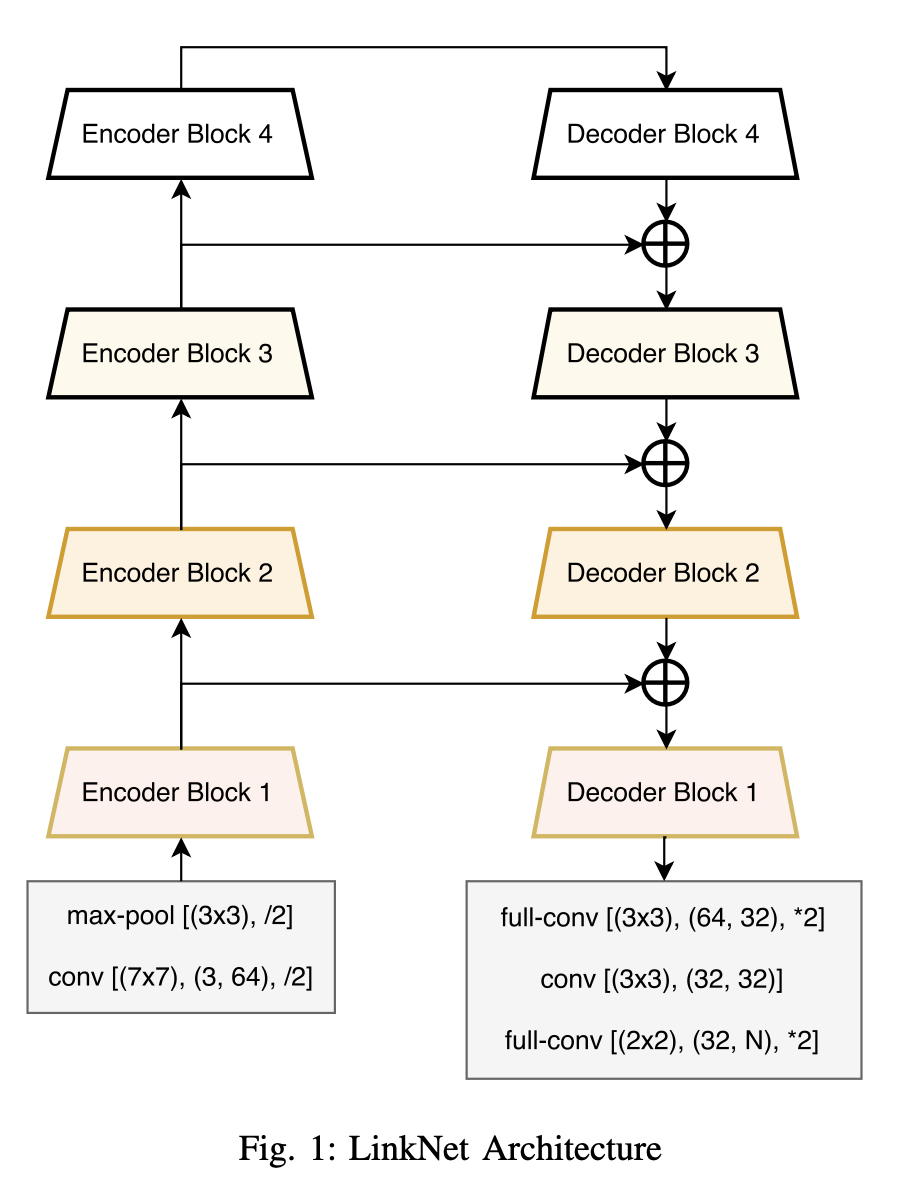 Encoder Block 4
Decoder Block 4
Encoder Block 3
Decoder Block 3
Encoder Block 2
Decoder Block 2
Encoder Block 1
Decoder Block 1
max-pool [(3x3), /2]
conv [(7x7), (3, 64), /2]
full-conv [(3x3), (64, 32), *2]
conv [(3x3), (32, 32)]
full-conv [(2x2), (32, N), *2]
Fig. 1: LinkNet Architecture